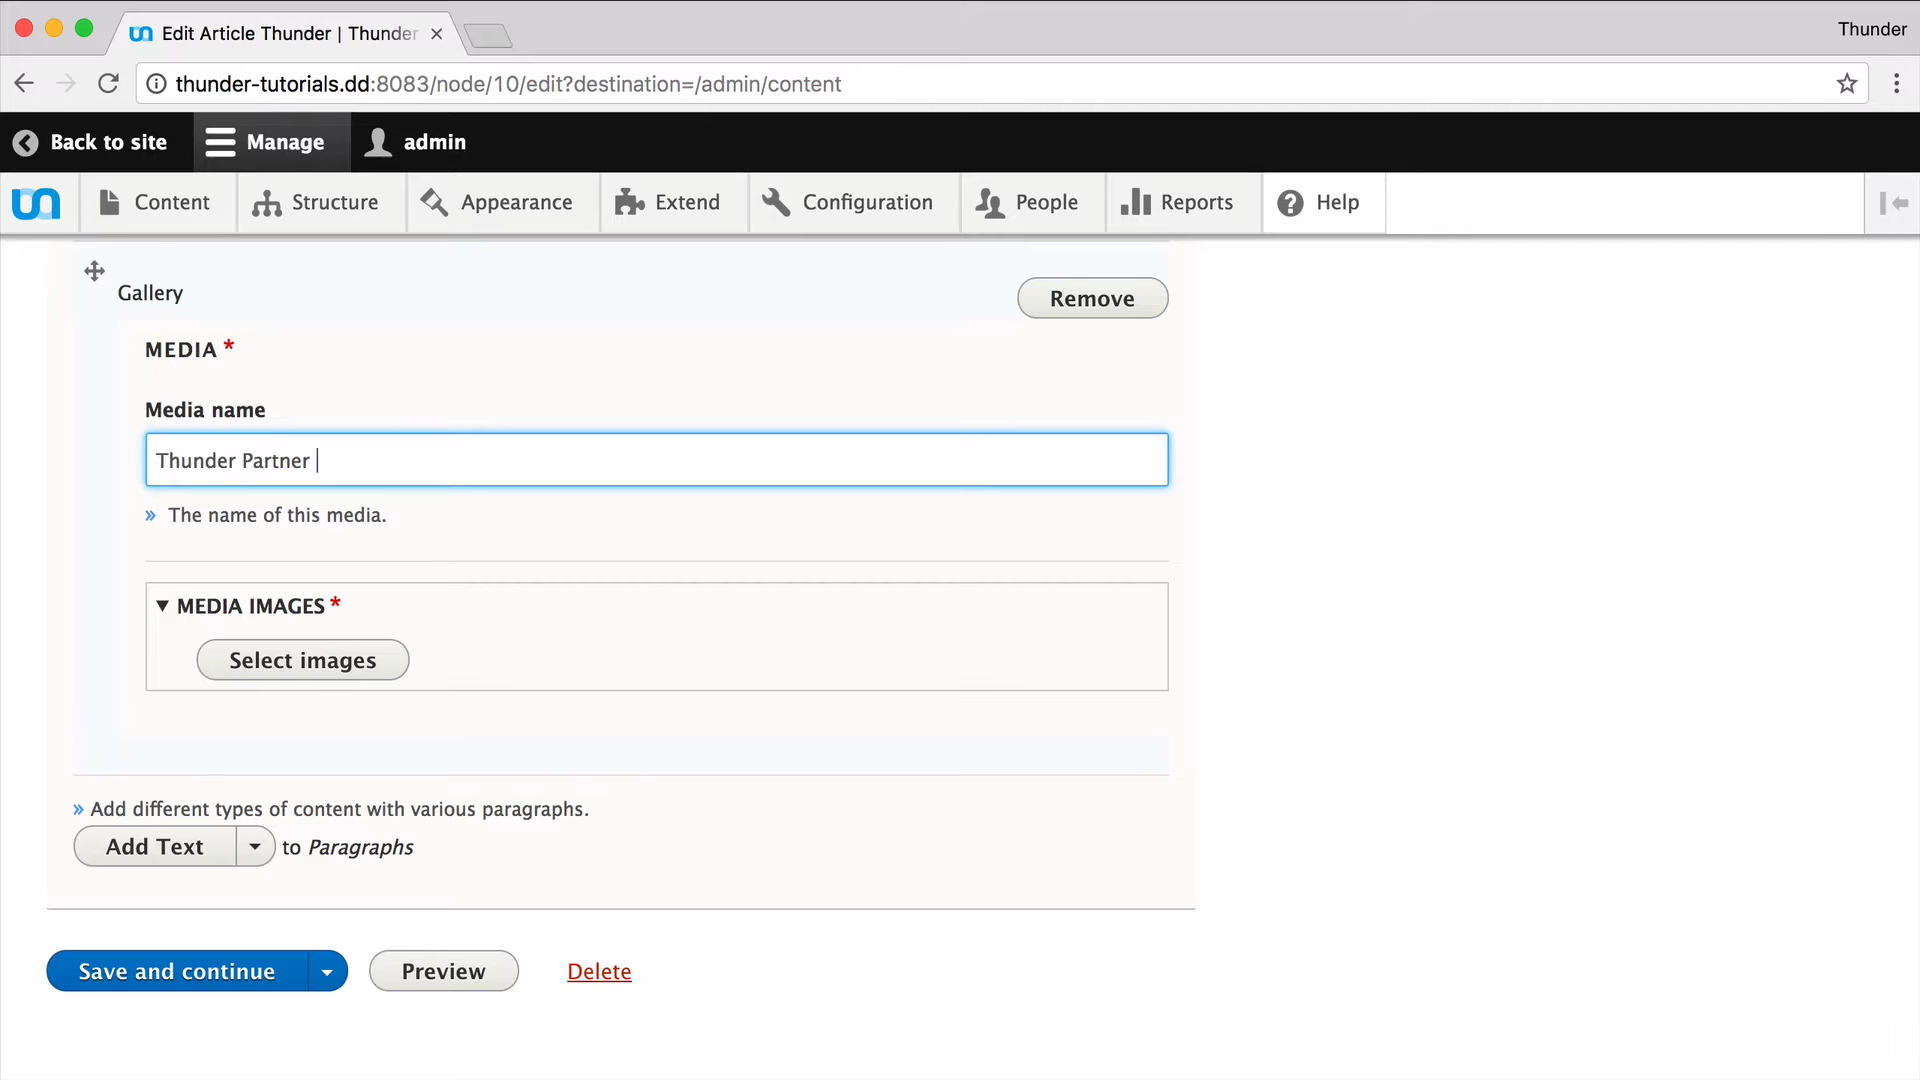 Edit Article Thunder | Thunder
Thunder
thunder-tutorials.dd:8083/node/10/edit?destination=/admin/content
Back to site
Manage
admin
Content
Structure
Appearance
Extend
Configuration
People
Reports
Help
Gallery
Remove
MEDIA *
Media name
Thunder Partner
» The name of this media.
MEDIA IMAGES *
Select images
» Add different types of content with various paragraphs.
Add Text to Paragraphs
Save and continue
Preview
Delete